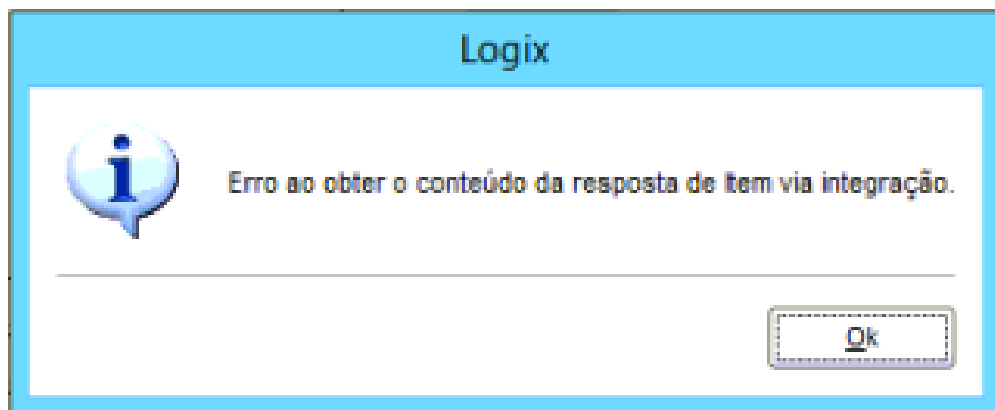 Logix
Erro ao obter o conteúdo da resposta de item via integração.
Ok